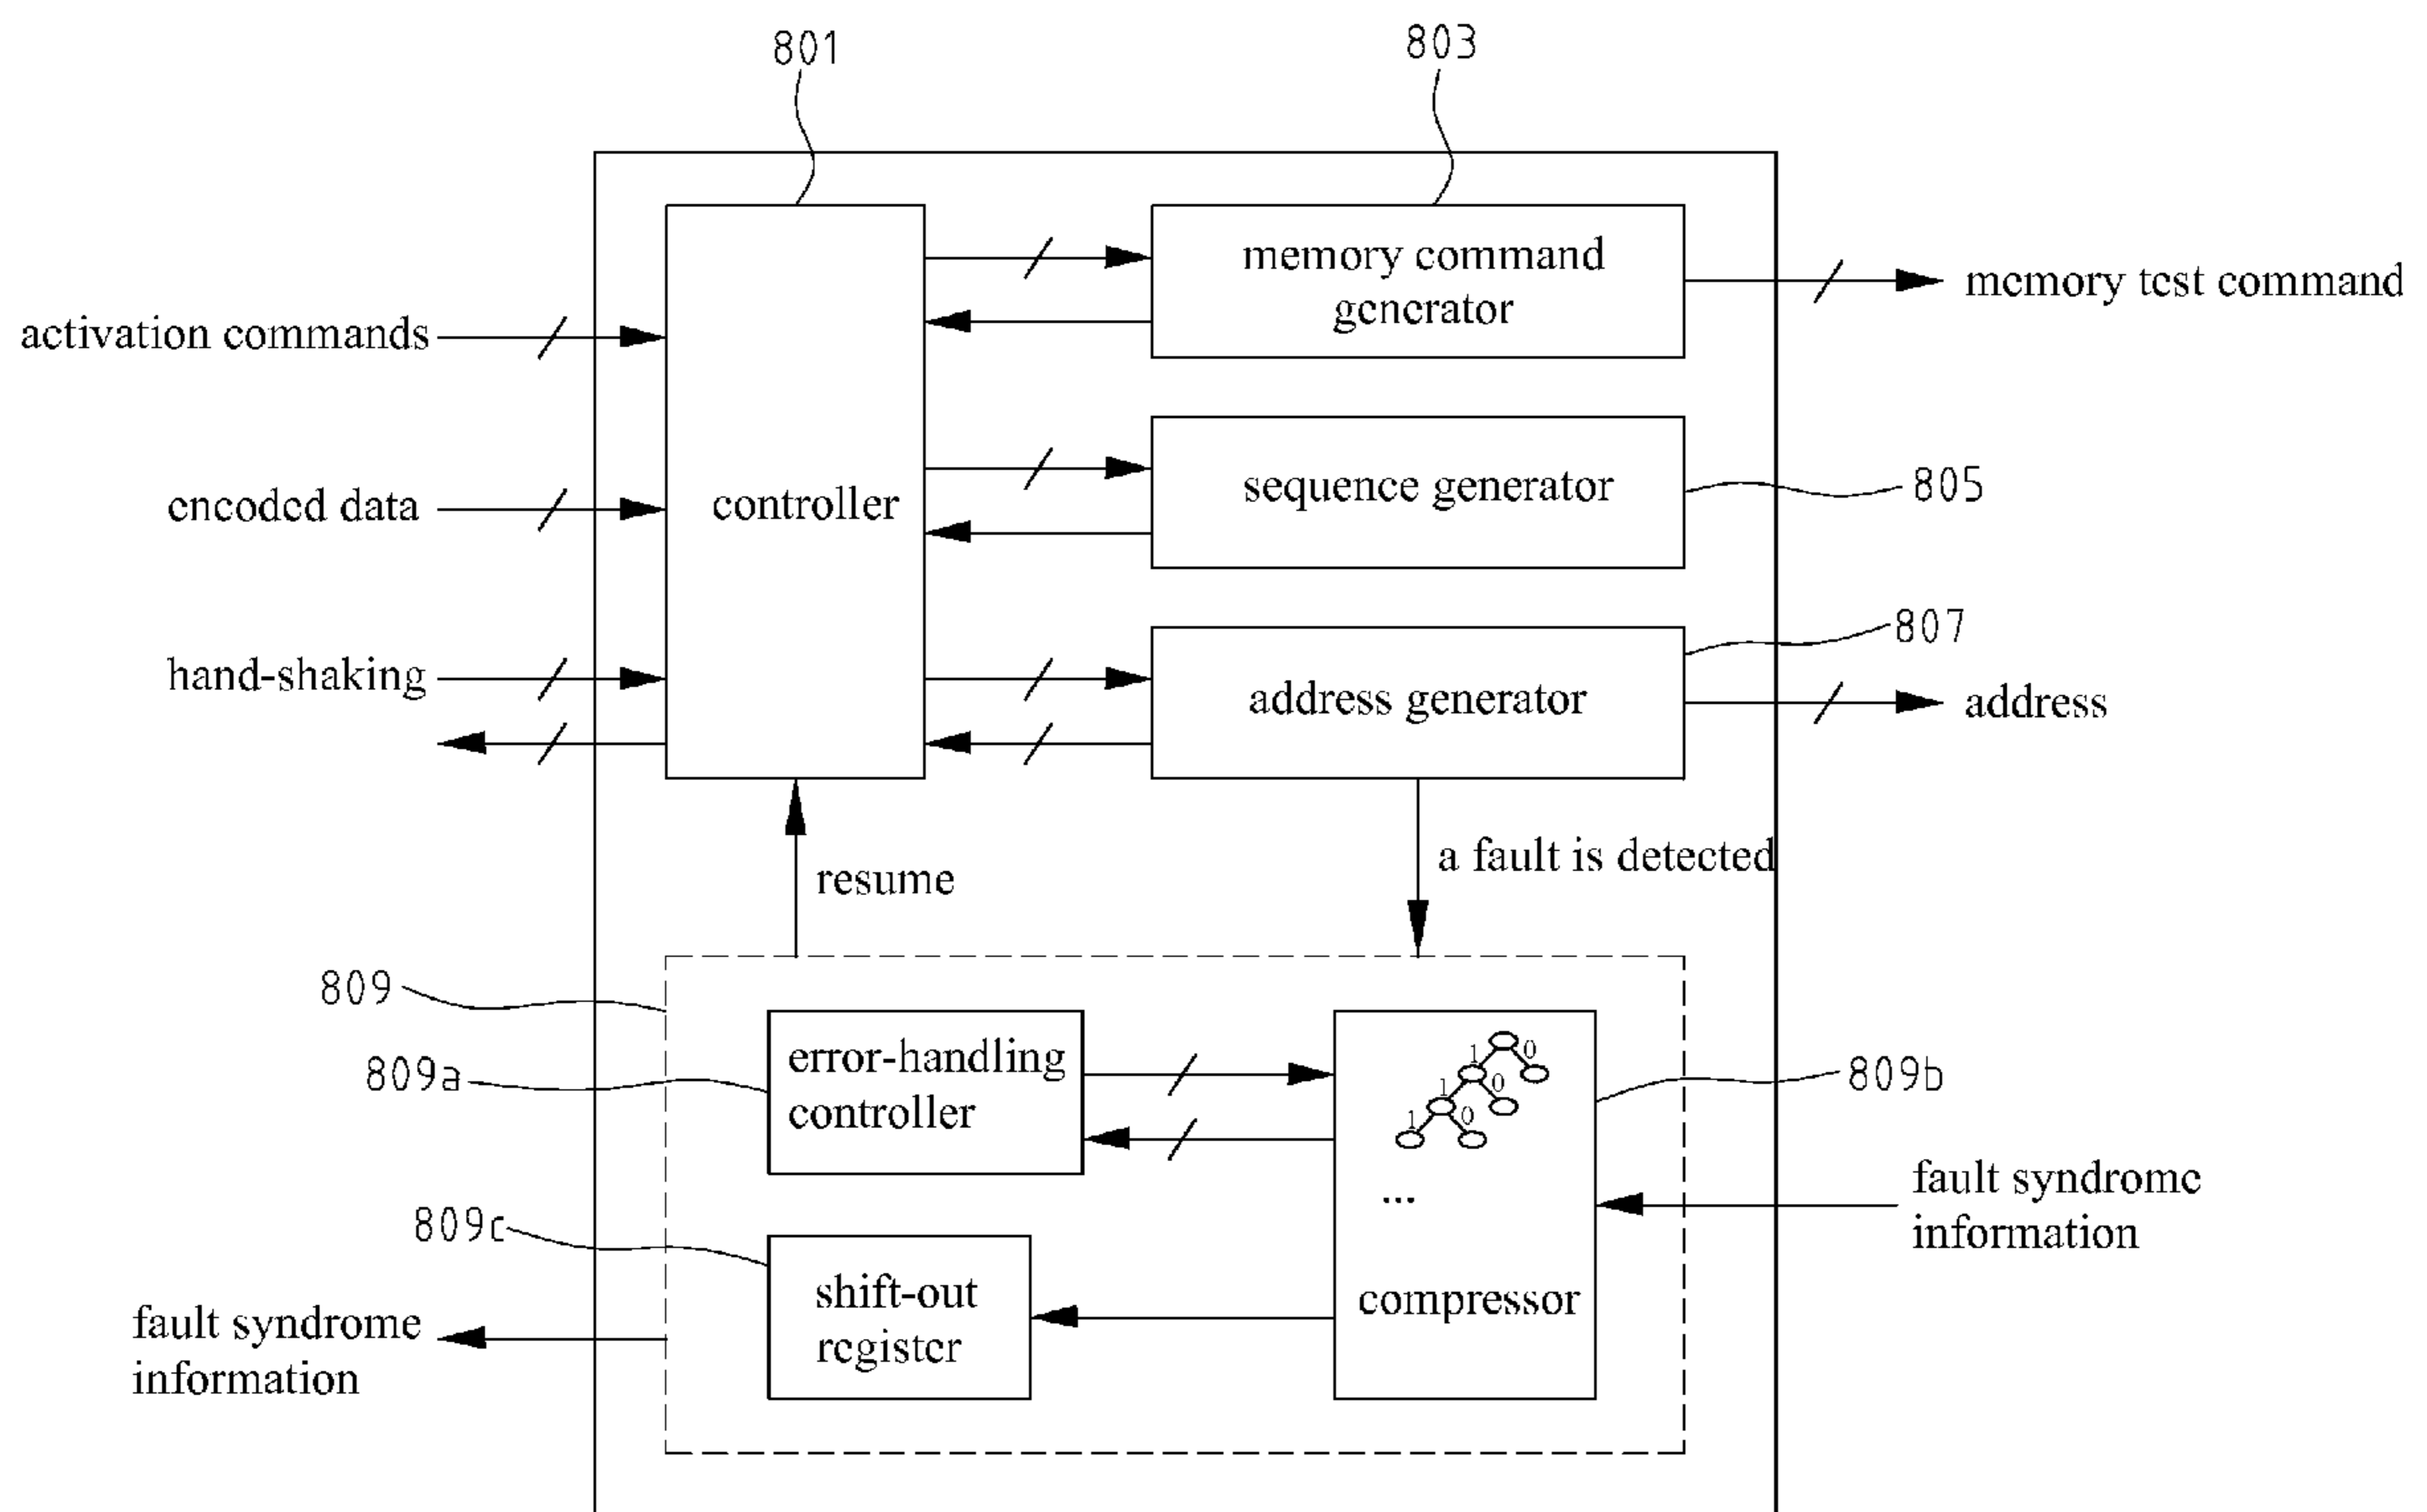 801
803
memory command
generator
memory test command
activation commands
controller
encoded data
sequence generator
805
hand-shaking
807
address generator
address
a fault is detected
resume
809
809a
error-handling
controller
1
0
1
0
1
0
809b
...
fault syndrome
information
809c
shift-out
register
compressor
fault syndrome
information